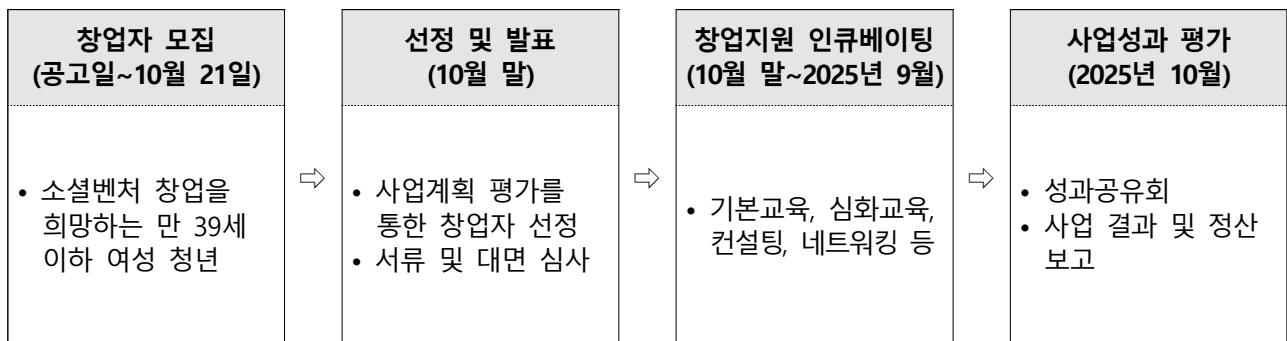 창업자 모집
(공고일~10월 21일)
• 소셜벤처 창업을
희망하는 만 39세
이하 여성 청년
⇨
선정 및 발표
(10월 말)
• 사업계획 평가를
통한 창업자 선정
• 서류 및 대면 심사
⇨
창업지원 인큐베이팅
(10월 말~2025년 9월)
• 기본교육, 심화교육,
컨설팅, 네트워킹 등
⇨
사업성과 평가
(2025년 10월)
• 성과공유회
• 사업 결과 및 정산
보고